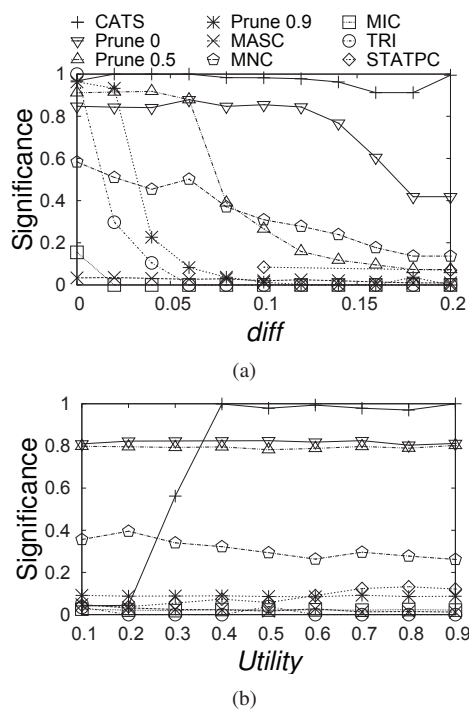 CATS Prune 0.9 MIC
Prune 0 MASC TRI
Prune 0.5 MNC STATPC
1
0.8
0.6
0.4
0.2
0
Significance
0 0.05 0.1 0.15 0.2
diff
(a)
1
0.8
0.6
0.4
0.2
0
Significance
0.1 0.2 0.3 0.4 0.5 0.6 0.7 0.8 0.9
Utility
(b)